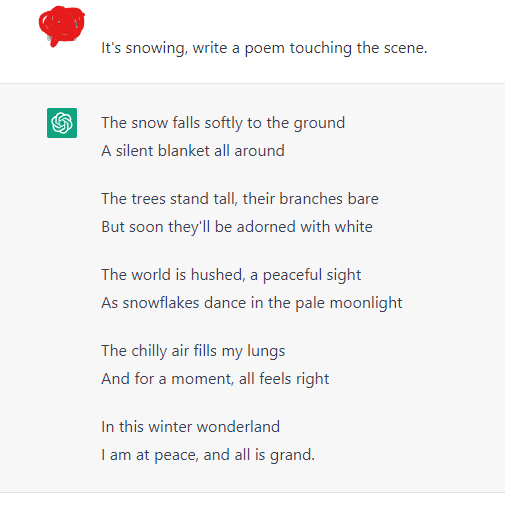 It's snowing, write a poem touching the scene.
The snow falls softly to the ground
A silent blanket all around
The trees stand tall, their branches bare
But soon they'll be adorned with white
The world is hushed, a peaceful sight
As snowflakes dance in the pale moonlight
The chilly air fills my lungs
And for a moment, all feels right
In this winter wonderland
I am at peace, and all is grand.